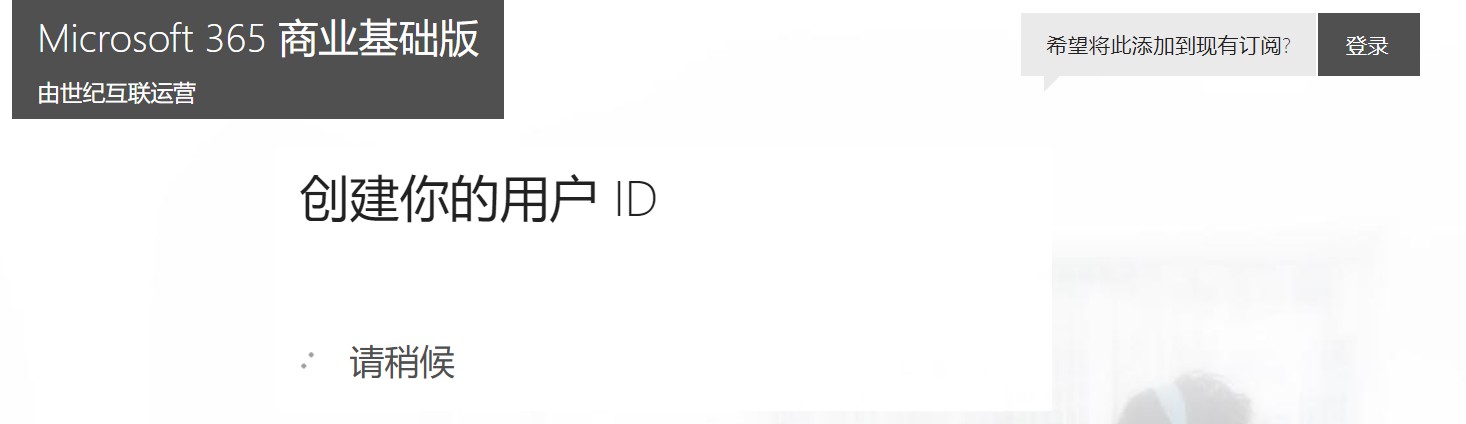 Microsoft 365 商业基础版
由世纪互联运营
希望将此添加到现有订阅?
登录
创建你的用户 ID
请稍候